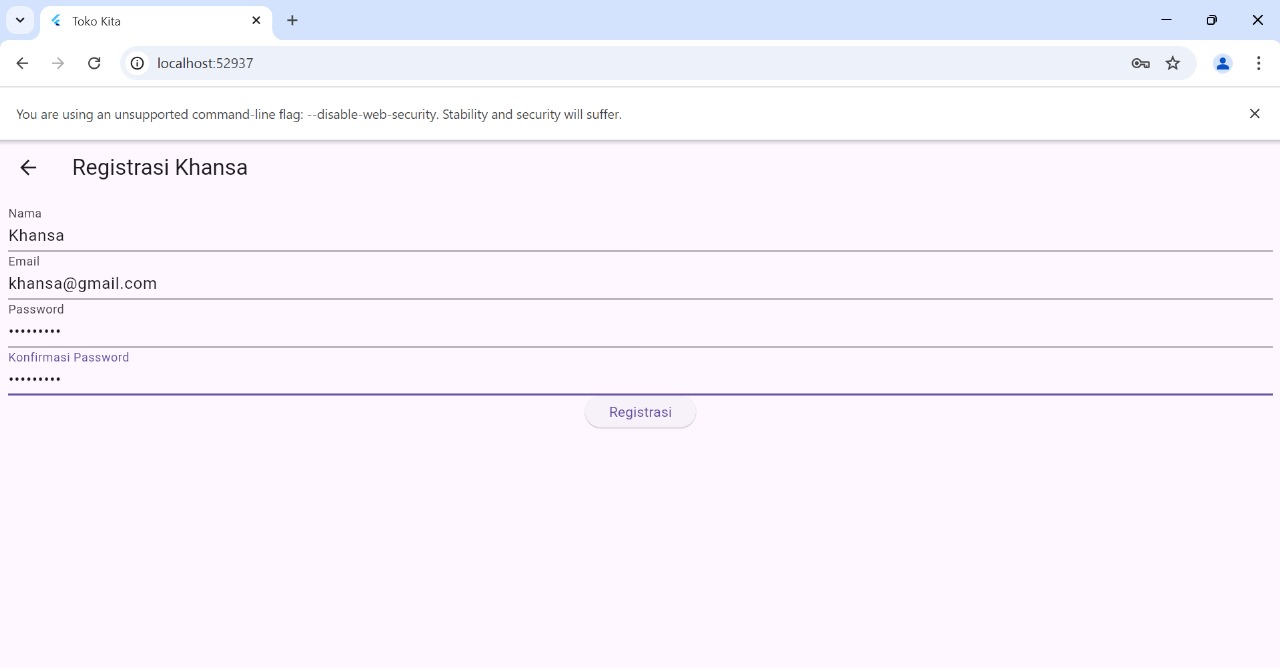 Toko Kita
localhost:52937
You are using an unsupported command-line flag: --disable-web-security. Stability and security will suffer.
Registrasi Khansa
Nama
Khansa
Email
khansa@gmail.com
Password
•••••••••
Konfirmasi Password
•••••••••
Registrasi